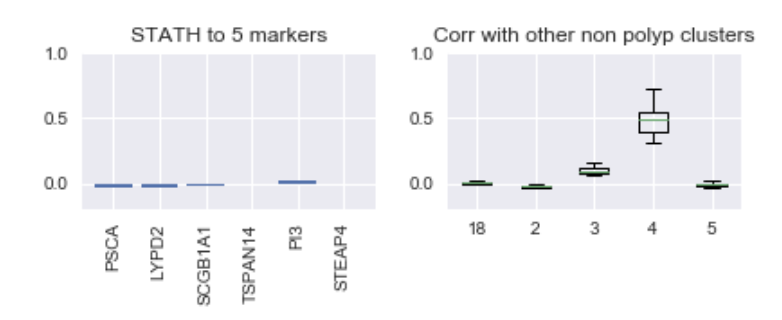 STATH to 5 markers
1.0
0.5
0.0
PSCA
LYPD2
SCGB1A1
TSPAN14
PI3
STEAP4
Corr with other non polyp clusters
1.0
0.5
0.0
18 2 3 4 5